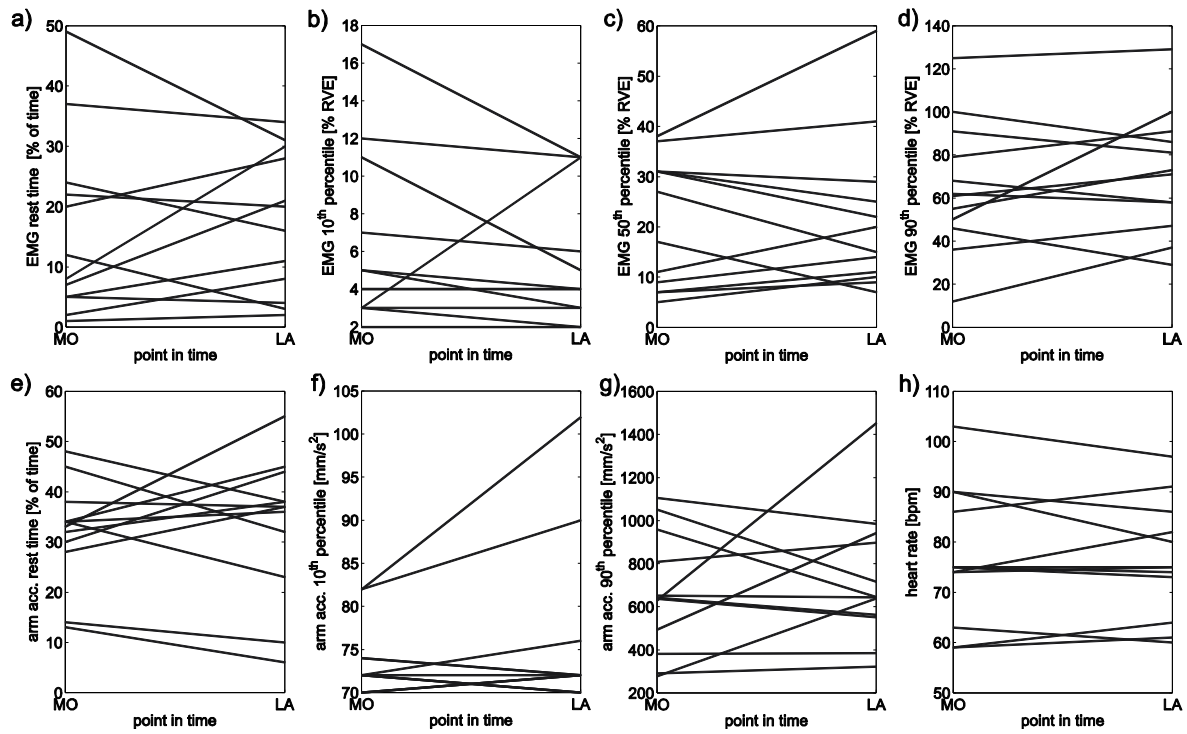 a)
EMG rest time [% of time]
50
40
30
20
10
0
MO
LA
point in time
b)
EMG 10th percentile [% RVE]
18
16
14
12
10
8
6
4
2
MO
LA
point in time
c)
EMG 50th percentile [% RVE]
60
50
40
30
20
10
0
MO
LA
point in time
d)
EMG 90th percentile [% RVE]
140
120
100
80
60
40
20
0
MO
LA
point in time
e)
arm acc. rest time [% of time]
60
50
40
30
20
10
0
MO
LA
point in time
f)
arm acc. 10th percentile [mm/s2]
105
100
95
90
85
80
75
70
MO
LA
point in time
g)
arm acc. 90th percentile [mm/s2]
1600
1400
1200
1000
800
600
400
200
MO
LA
point in time
h)
heart rate [bpm]
110
100
90
80
70
60
50
MO
LA
point in time